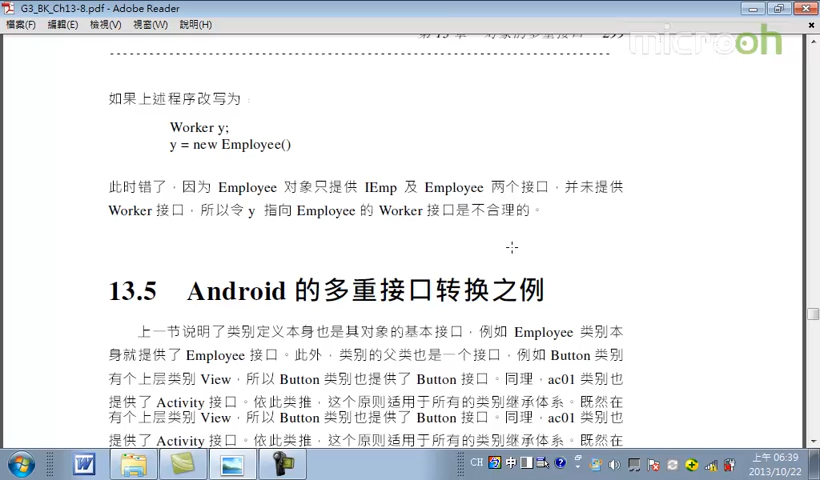 G3_BK_Ch13-8.pdf - Adobe Reader
檔案(F) 編輯(E) 檢視(V) 視窗(W) 說明(H)
microoh
第 13 章 对象的多重接口 299
如果上述程序改写为：
Worker y;
y = new Employee()
此时错了，因为 Employee 对象只提供 IEmp 及 Employee 两个接口，并未提供
Worker 接口，所以令 y 指向 Employee 的 Worker 接口是不合理的。
13.5 Android 的多重接口转换之例
上一节说明了类别定义本身也是其对象的基本接口，例如 Employee 类别本
身就提供了 Employee 接口。此外，类别的父类也是一个接口，例如 Button 类别
有个上层类别 View，所以 Button 类别也提供了 Button 接口。同理，ac01 类别也
提供了 Activity 接口。依此类推，这个原则适用于所有的类别继承体系。既然在
有个上层类别 View，所以 Button 类别也提供了 Button 接口。同理，ac01 类别也
提供了 Activity 接口。依此类推，这个原则适用于所有的类别继承体系。既然在
CH 中
上午 06:39
2013/10/22